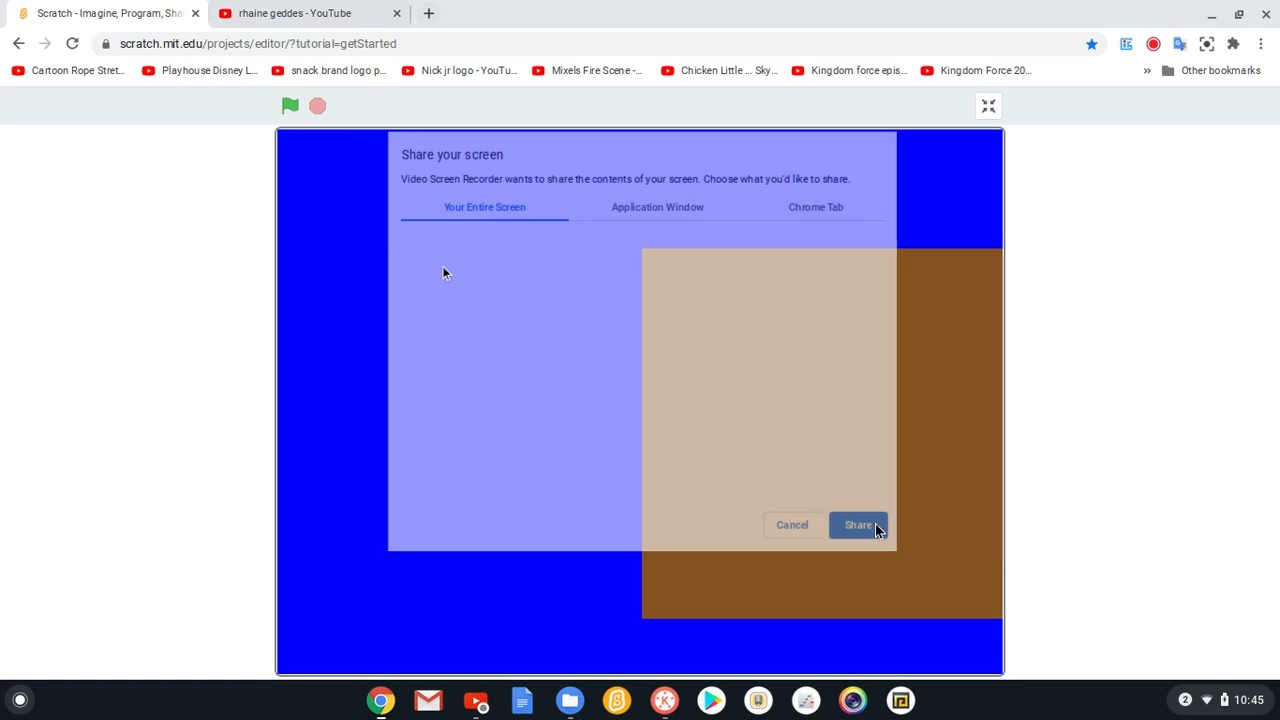 Scratch - Imagine, Program, Sha
rhaine geddes - YouTube
scratch.mit.edu/projects/editor/?tutorial=getStarted
Cartoon Rope Stret...
Playhouse Disney L...
snack brand logo p...
Nick jr logo - YouTu...
Mixels Fire Scene -...
Chicken Little ... Sky...
Kingdom force epis...
Kingdom Force 20...
»
Other bookmarks
Share your screen
Video Screen Recorder wants to share the contents of your screen. Choose what you'd like to share.
Your Entire Screen
Application Window
Chrome Tab
Cancel
Share
2
10:45